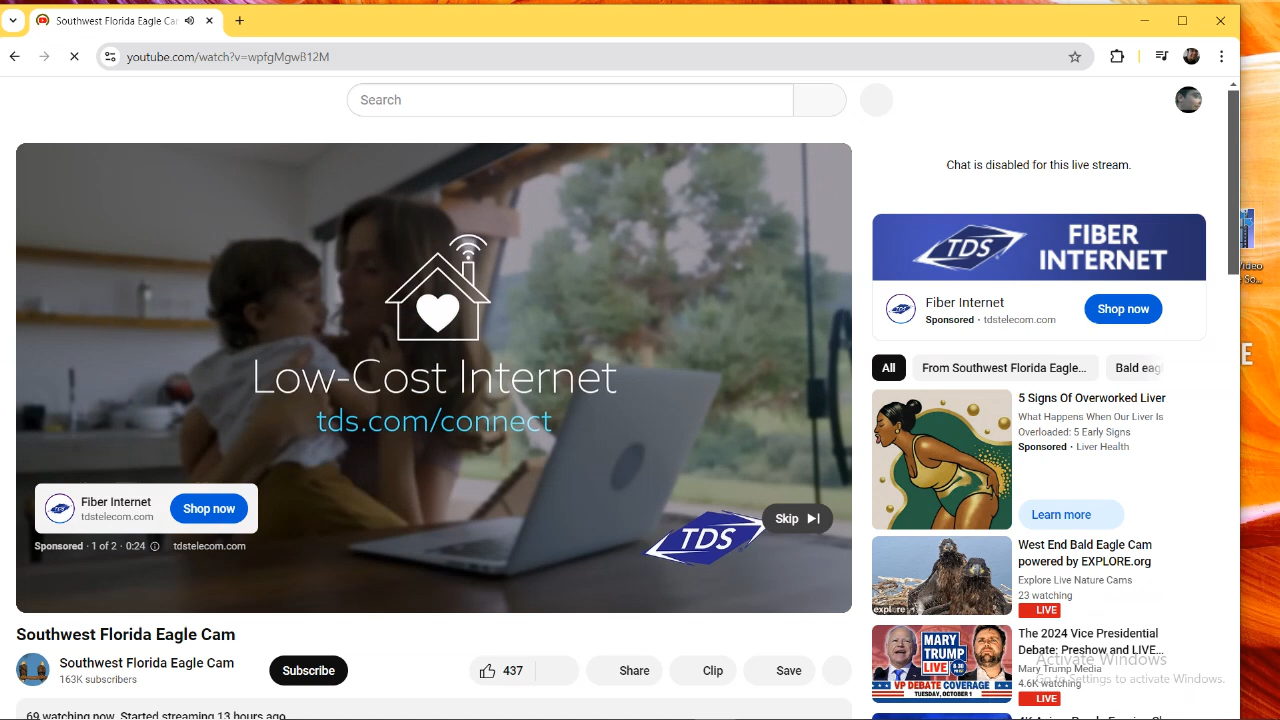 Southwest Florida Eagle Car
youtube.com/watch?v=wpfgMgwB12M
Search
Chat is disabled for this live stream.
Low-Cost Internet
tds.com/connect
Fiber Internet
tdstelecom.com
Shop now
Sponsored · 1 of 2 · 0:24
tdstelecom.com
Skip
TDS
TDS
FIBER
INTERNET
Fiber Internet
Sponsored · tdstelecom.com
Shop now
All
From Southwest Florida Eagle...
Bald eag
5 Signs Of Overworked Liver
What Happens When Our Liver Is
Overloaded: 5 Early Signs
Sponsored · Liver Health
Learn more
explore
West End Bald Eagle Cam
powered by EXPLORE.org
Explore Live Nature Cams
23 watching
LIVE
MARY
TRUMP
LIVE
8:30
PM
VP DEBATE COVERAGE
TUESDAY, OCTOBER 1
The 2024 Vice Presidential
Debate: Preshow and LIVE...
Mary Trump Media
4.6K watching
LIVE
Southwest Florida Eagle Cam
Southwest Florida Eagle Cam
163K subscribers
Subscribe
437
Share
Clip
Save
69 watching now Started streaming 13 hours ago
Activate Windows
Go to Settings to activate Windows.